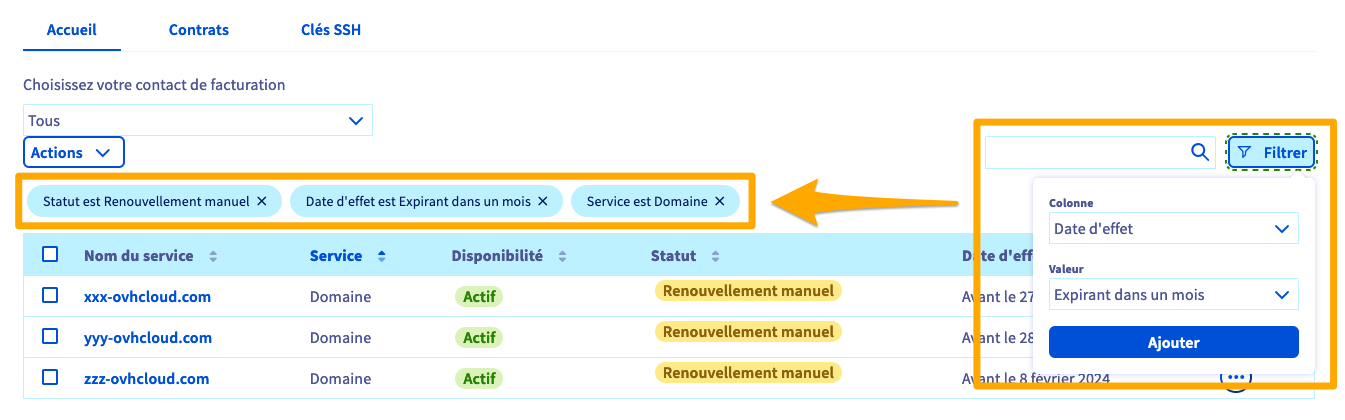 Accueil Contrats Clés SSH
Choisissez votre contact de facturation
Tous
Actions
Filtrer
Statut est Renouvellement manuel ✕ Date d'effet est Expirant dans un mois ✕ Service est Domaine ✕
Colonne
Date d'effet
Valeur
Expirant dans un mois
Ajouter
Nom du service Service Disponibilité Statut Date d'eff
xxx-ovhcloud.com Domaine Actif Renouvellement manuel Avant le 27
yyy-ovhcloud.com Domaine Actif Renouvellement manuel Avant le 28
zzz-ovhcloud.com Domaine Actif Renouvellement manuel Avant le 8 février 2024